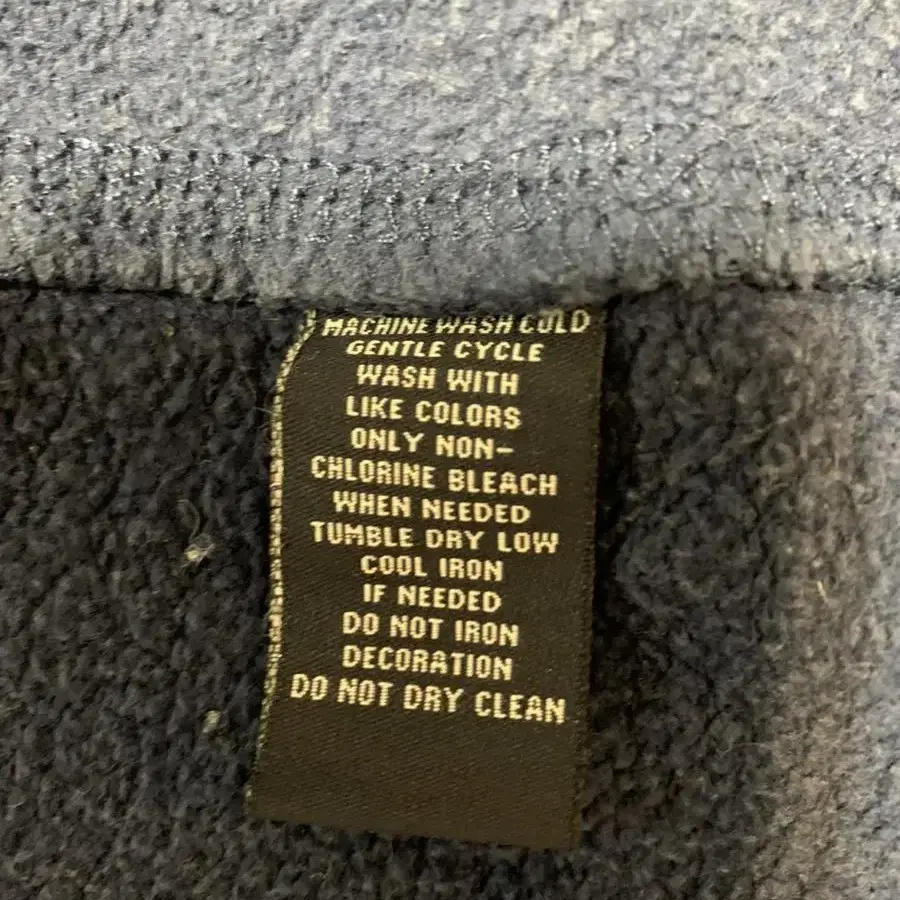 MACHINE WASH COLD
GENTLE CYCLE
WASH WITH
LIKE COLORS
ONLY NON-
CHLORINE BLEACH
WHEN NEEDED
TUMBLE DRY LOW
COOL IRON
IF NEEDED
DO NOT IRON
DECORATION
DO NOT DRY CLEAN